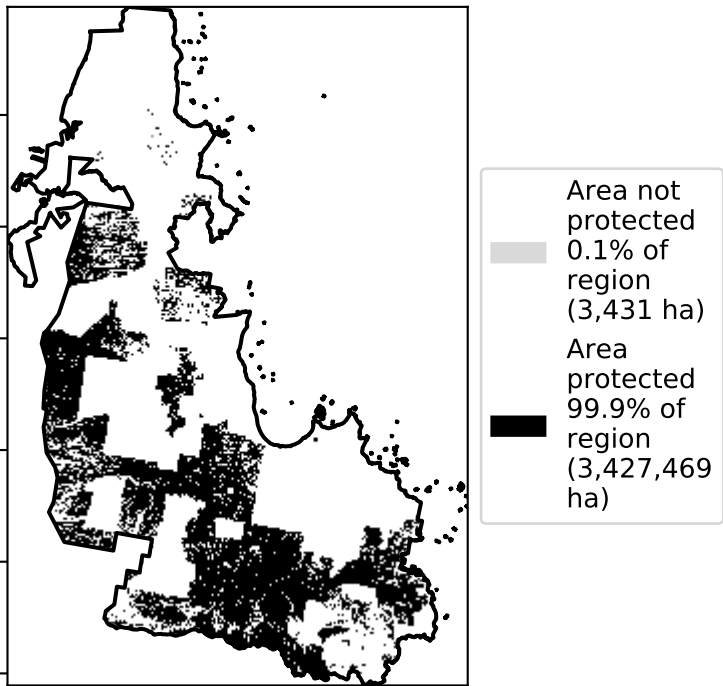 Area not
protected
0.1% of
region
(3,431 ha)
Area
protected
99.9% of
region
(3,427,469
ha)